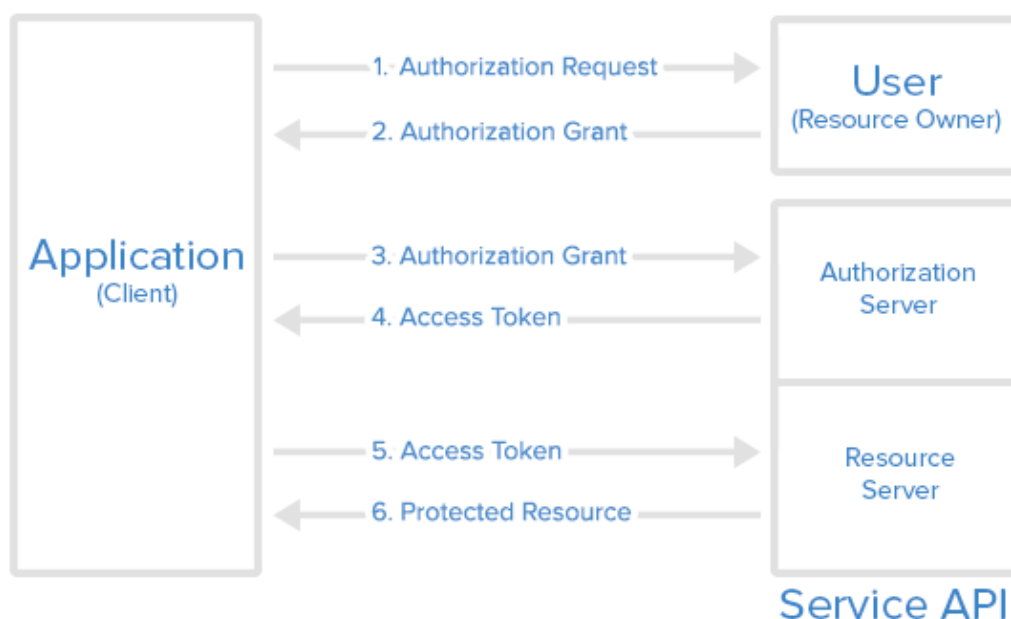 1. Authorization Request
User
(Resource Owner)
2. Authorization Grant
Application
(Client)
3. Authorization Grant
Authorization
Server
4. Access Token
5. Access Token
Resource
Server
6. Protected Resource
Service API